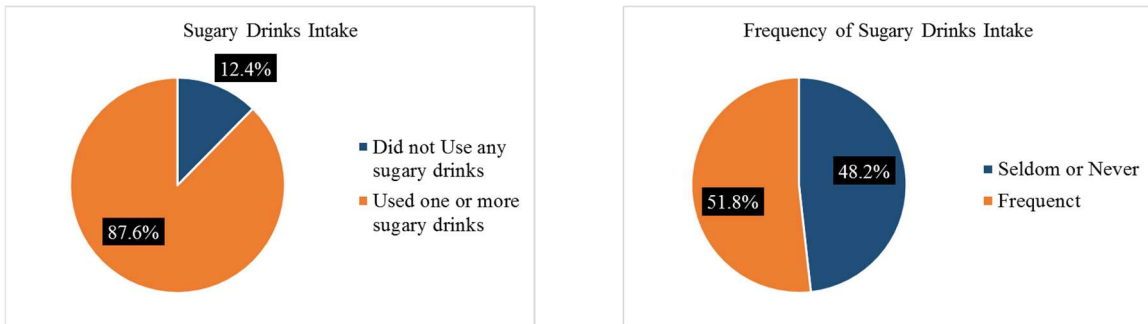 Sugary Drinks Intake
12.4%
87.6%
Did not Use any
sugary drinks
Used one or more
sugary drinks
Frequency of Sugary Drinks Intake
48.2%
51.8%
Seldom or Never
Frequenct